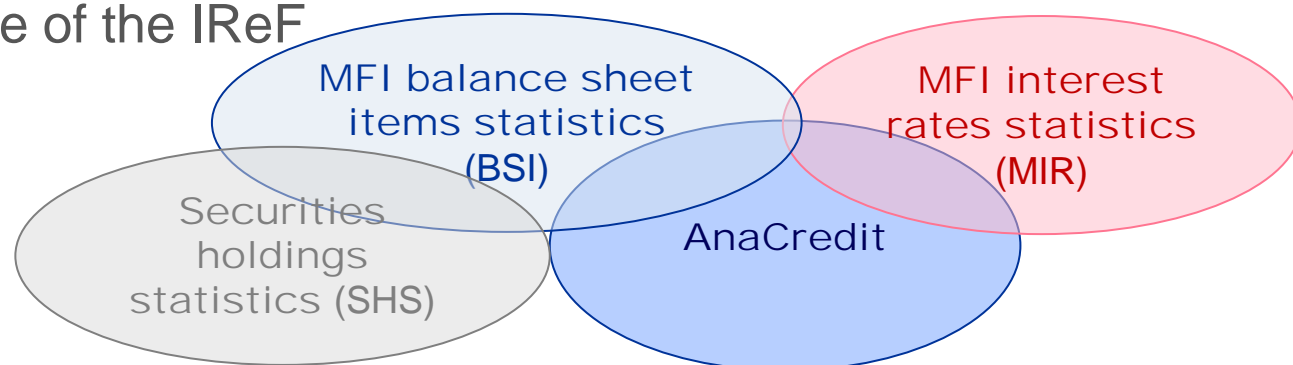 e of the IReF
MFI balance sheet
items statistics
(BSI)
MFI interest
rates statistics
(MIR)
Securities
holdings
statistics (SHS)
AnaCredit